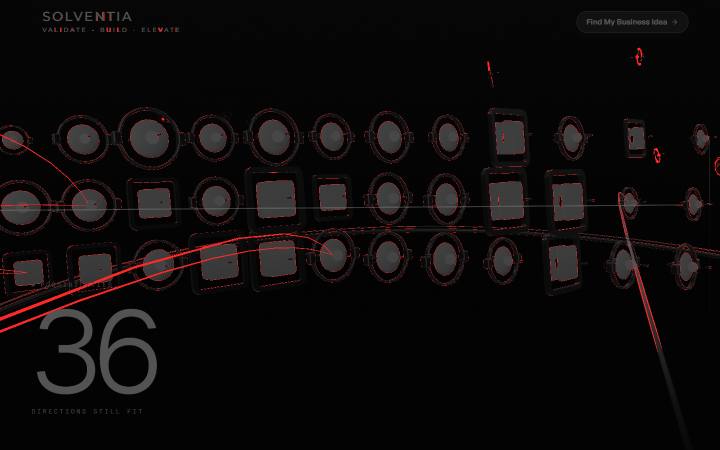 SOLVENTIA
VALIDATE • BUILD · ELEVATE
Find My Business Idea →
36
DIRECTIONS STILL FIT